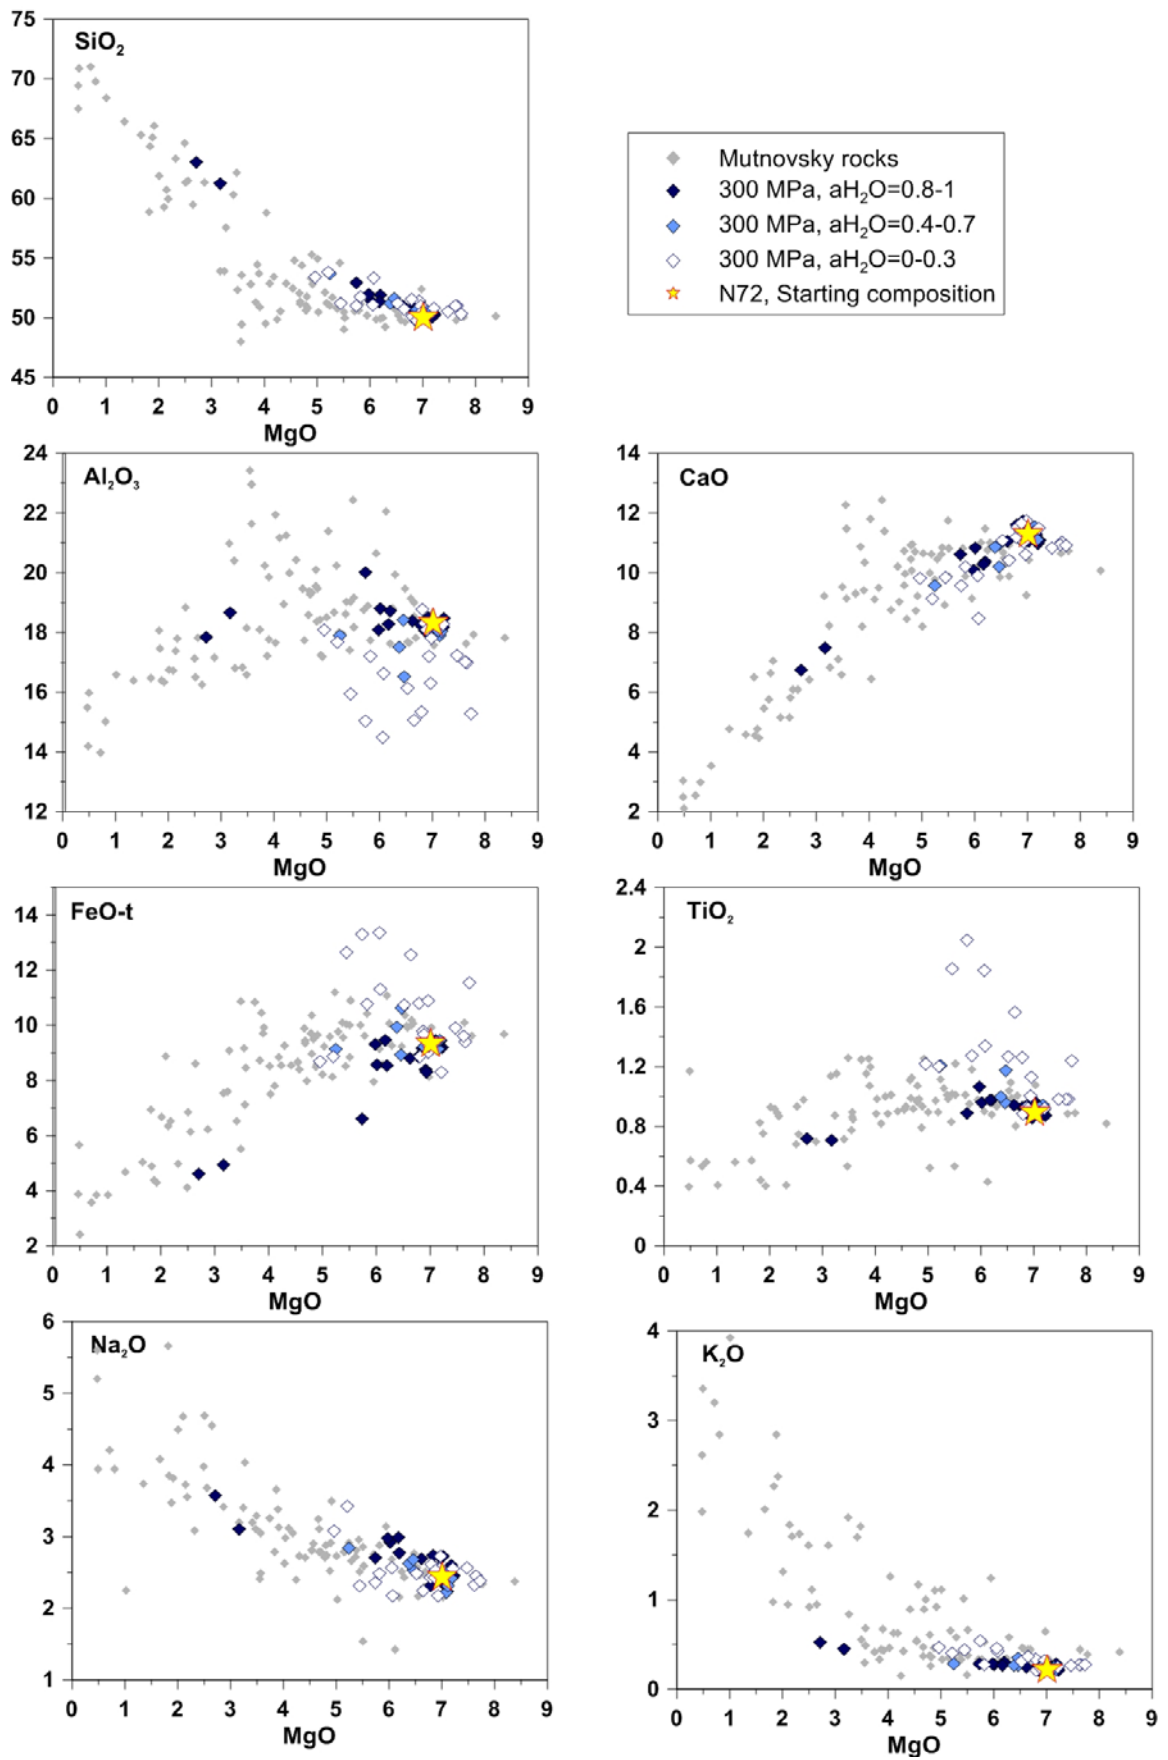 SiO₂
75
70
65
60
55
50
45
0 1 2 3 4 5 6 7 8 9
MgO
Mutnovsky rocks
300 MPa, aH₂O=0.8-1
300 MPa, aH₂O=0.4-0.7
300 MPa, aH₂O=0-0.3
N72, Starting composition
Al₂O₃
24
22
20
18
16
14
12
0 1 2 3 4 5 6 7 8 9
MgO
CaO
14
12
10
8
6
4
2
0 1 2 3 4 5 6 7 8 9
MgO
FeO-t
14
12
10
8
6
4
2
0 1 2 3 4 5 6 7 8 9
MgO
TiO₂
2.4
2
1.6
1.2
0.8
0.4
0
0 1 2 3 4 5 6 7 8 9
MgO
Na₂O
6
5
4
3
2
1
0 1 2 3 4 5 6 7 8 9
MgO
K₂O
4
3
2
1
0
0 1 2 3 4 5 6 7 8 9
MgO